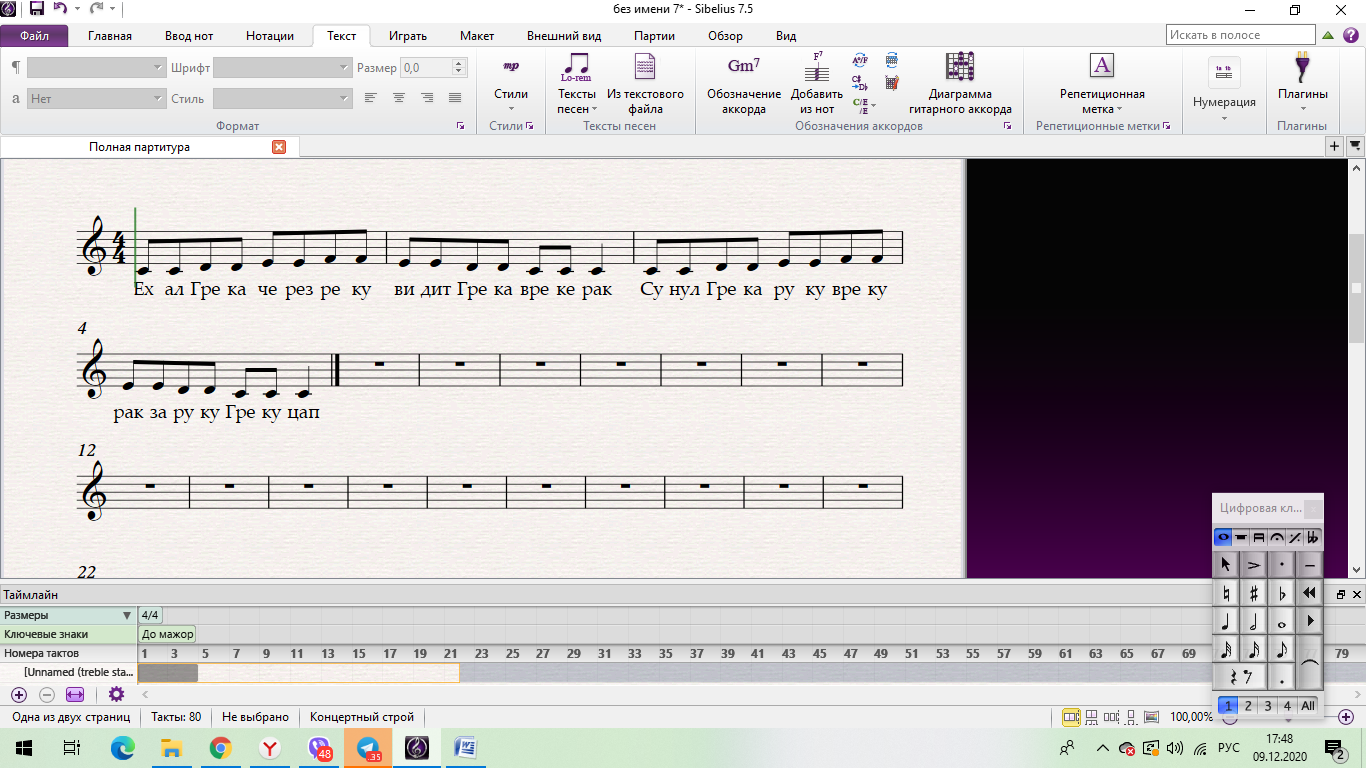 без имени 7* - Sibelius 7.5
Файл Главная Ввод нот Нотации Текст Играть Макет Внешний вид Партии Обзор Вид Искать в полосе
Шрифт Размер 0,0
a Нет Стиль
Формат
mp
Стили
Стили
Lo-rem
Тексты песен
Из текстового файла
Тексты песен
Gm7
Обозначение аккорда
F7
Добавить из нот
Диаграмма гитарного аккорда
Обозначения аккордов
A
Репетиционная метка
Репетиционные метки
1a 1b
Нумерация
Плагины
Плагины
Полная партитура
4
4
Ех ал Гре ка че рез ре ку ви дит Гре ка вре ке рак Су нул Гре ка ру ку вре ку
4
рак за ру ку Гре ку цап
12
22
Цифровая кл...
1 2 3 4 All
Таймлайн
Размеры 4/4
Ключевые знаки До мажор
Номера тактов 1 3 5 7 9 11 13 15 17 19 21 23 25 27 29 31 33 35 37 39 41 43 45 47 49 51 53 55 57 59 61 63 65 67 69 79
[Unnamed (treble sta...
Одна из двух страниц Такты: 80 Не выбрано Концертный строй 100,00%
48 .35 РУС 17:48
09.12.2020 2